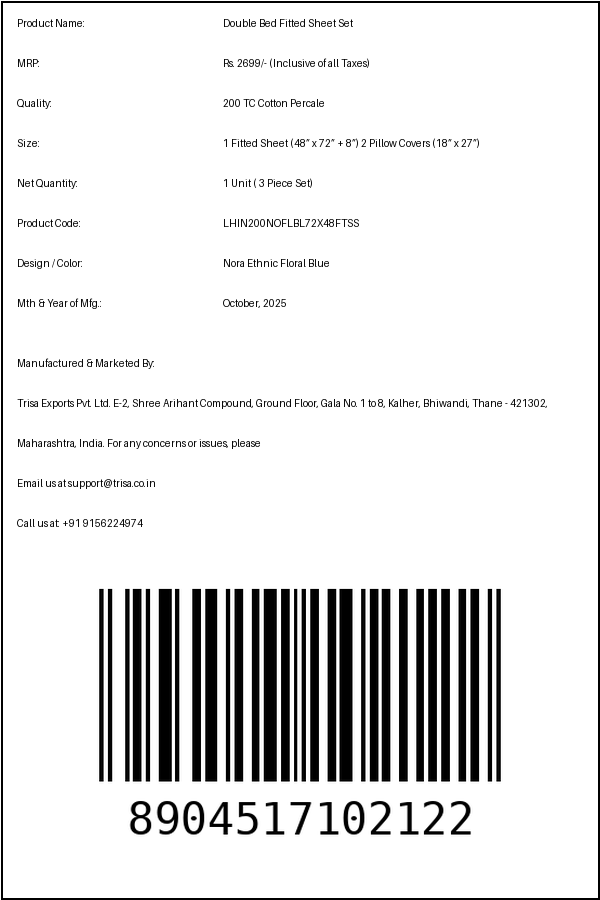 Product Name: Double Bed Fitted Sheet Set
MRP: Rs. 2699/- (Inclusive of all Taxes)
Quality: 200 TC Cotton Percale
Size: 1 Fitted Sheet (48" x 72" + 8") 2 Pillow Covers (18" x 27")
Net Quantity: 1 Unit ( 3 Piece Set)
Product Code: LHIN200NOFLBL72X48FTSS
Design / Color: Nora Ethnic Floral Blue
Mth & Year of Mfg.: October, 2025
Manufactured & Marketed By:
Trisa Exports Pvt. Ltd. E-2, Shree Arihant Compound, Ground Floor, Gala No. 1 to 8, Kalher, Bhiwandi, Thane - 421302,
Maharashtra, India. For any concerns or issues, please
Email us at support@trisa.co.in
Call us at: +91 9156224974
8904517102122